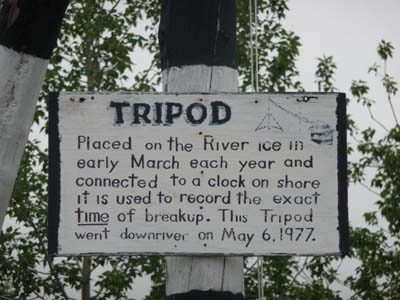 TRIPOD
Placed on the River ice in
early March each year and
connected to a clock on shore
it is used to record the exact
time of breakup. This Tripod
went downriver on May 6, 1977.